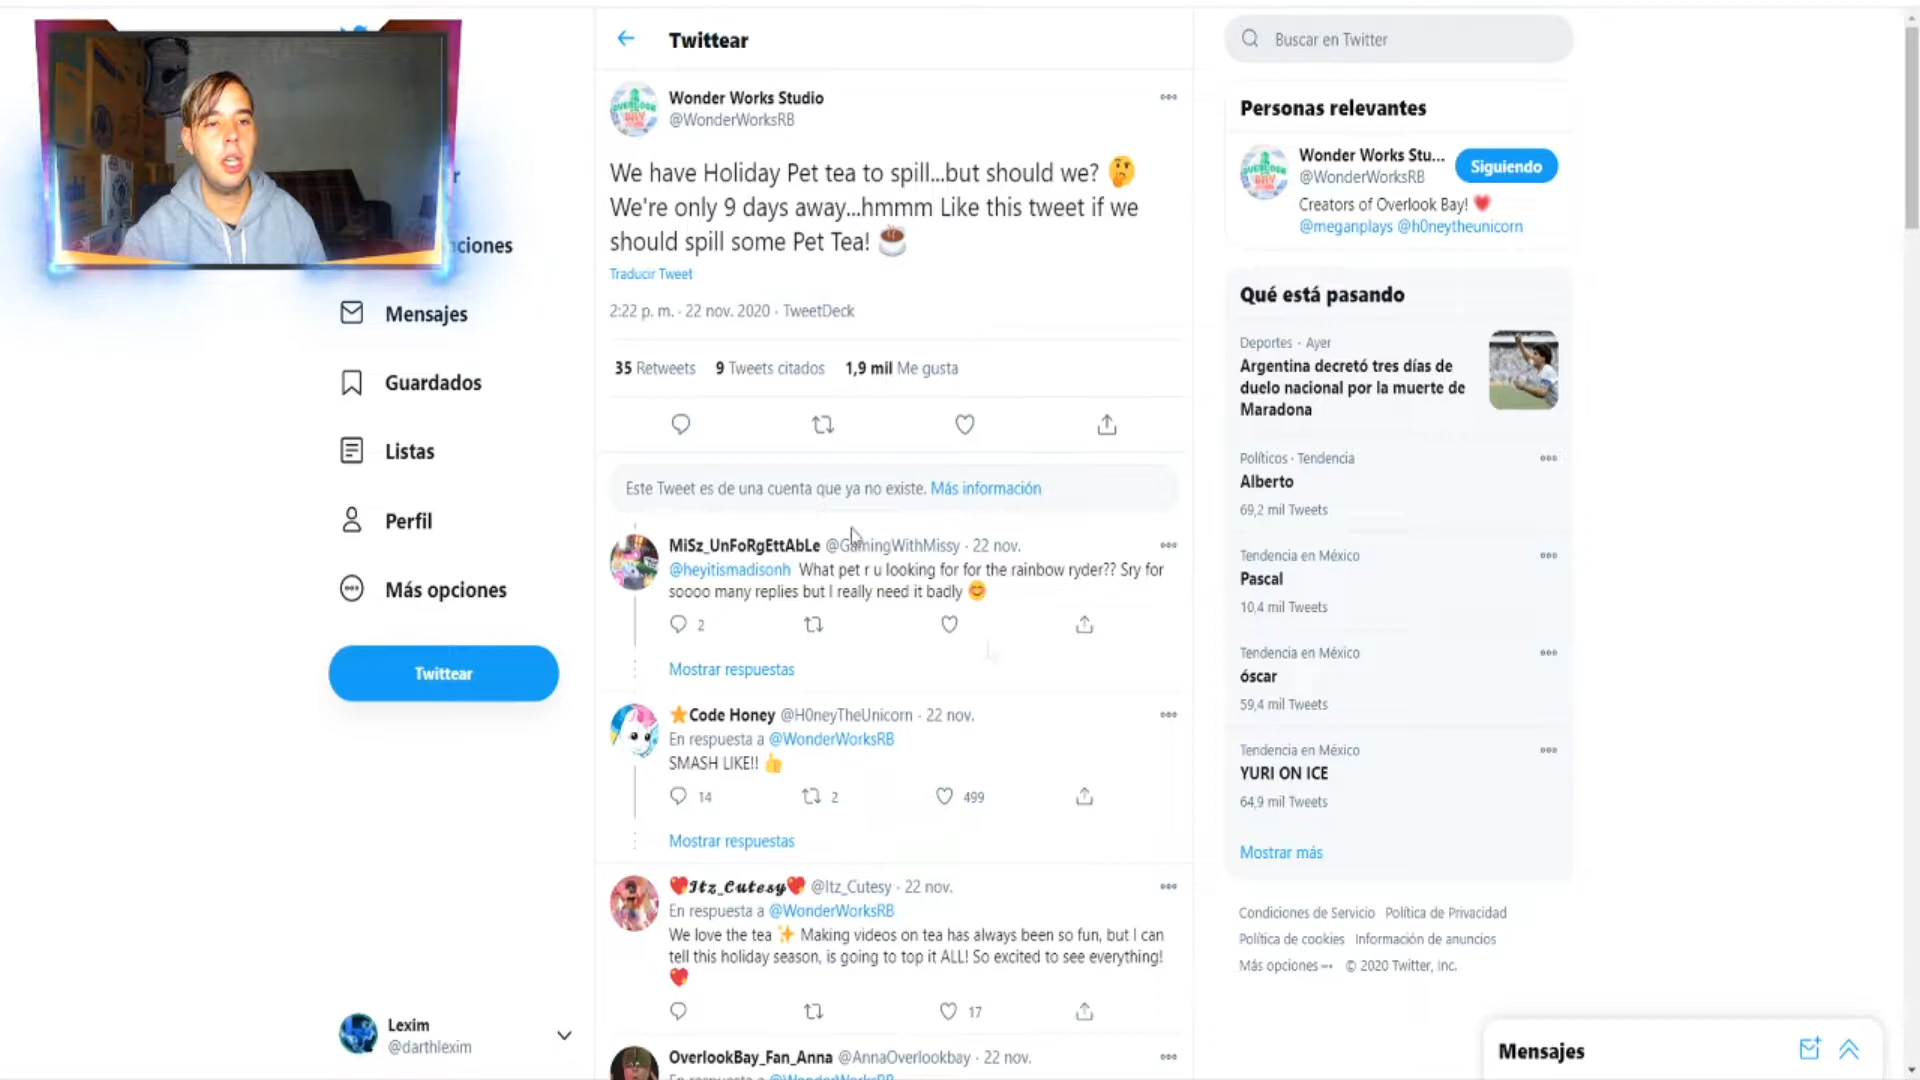 r
ciones
Mensajes
Guardados
Listas
Perfil
Más opciones
Twittear
Lexim
@darthlexim
Twittear
Wonder Works Studio
@WonderWorksRB
We have Holiday Pet tea to spill...but should we? 🤔
We're only 9 days away...hmmm Like this tweet if we
should spill some Pet Tea! ☕
Traducir Tweet
2:22 p. m. · 22 nov. 2020 · TweetDeck
35 Retweets 9 Tweets citados 1,9 mil Me gusta
Este Tweet es de una cuenta que ya no existe. Más información
MiSz_UnFoRgEttAbLe @GamingWithMissy · 22 nov.
@heyitismadisonh What pet r u looking for for the rainbow ryder?? Sry for
soooo many replies but I really need it badly 😊
2
Mostrar respuestas
⭐Code Honey @H0neyTheUnicorn · 22 nov.
En respuesta a @WonderWorksRB
SMASH LIKE!! 👍
14 2 499
Mostrar respuestas
💖𝓘𝓽𝔃_𝓒𝓾𝓽𝓮𝓼𝔂💖 @Itz_Cutesy · 22 nov.
En respuesta a @WonderWorksRB
We love the tea ✨ Making videos on tea has always been so fun, but I can
tell this holiday season, is going to top it ALL! So excited to see everything!
💖
17
OverlookBay_Fan_Anna @AnnaOverlookbay · 22 nov.
En respuesta a @WonderWorksRB
Buscar en Twitter
Personas relevantes
Wonder Works Stu...
@WonderWorksRB
Siguiendo
Creators of Overlook Bay! ❤️
@meganplays @h0neytheunicorn
Qué está pasando
Deportes · Ayer
Argentina decretó tres días de
duelo nacional por la muerte de
Maradona
Políticos · Tendencia
Alberto
69,2 mil Tweets
Tendencia en México
Pascal
10,4 mil Tweets
Tendencia en México
óscar
59,4 mil Tweets
Tendencia en México
YURI ON ICE
64,9 mil Tweets
Mostrar más
Condiciones de Servicio Política de Privacidad
Política de cookies Información de anuncios
Más opciones ••• © 2020 Twitter, Inc.
Mensajes